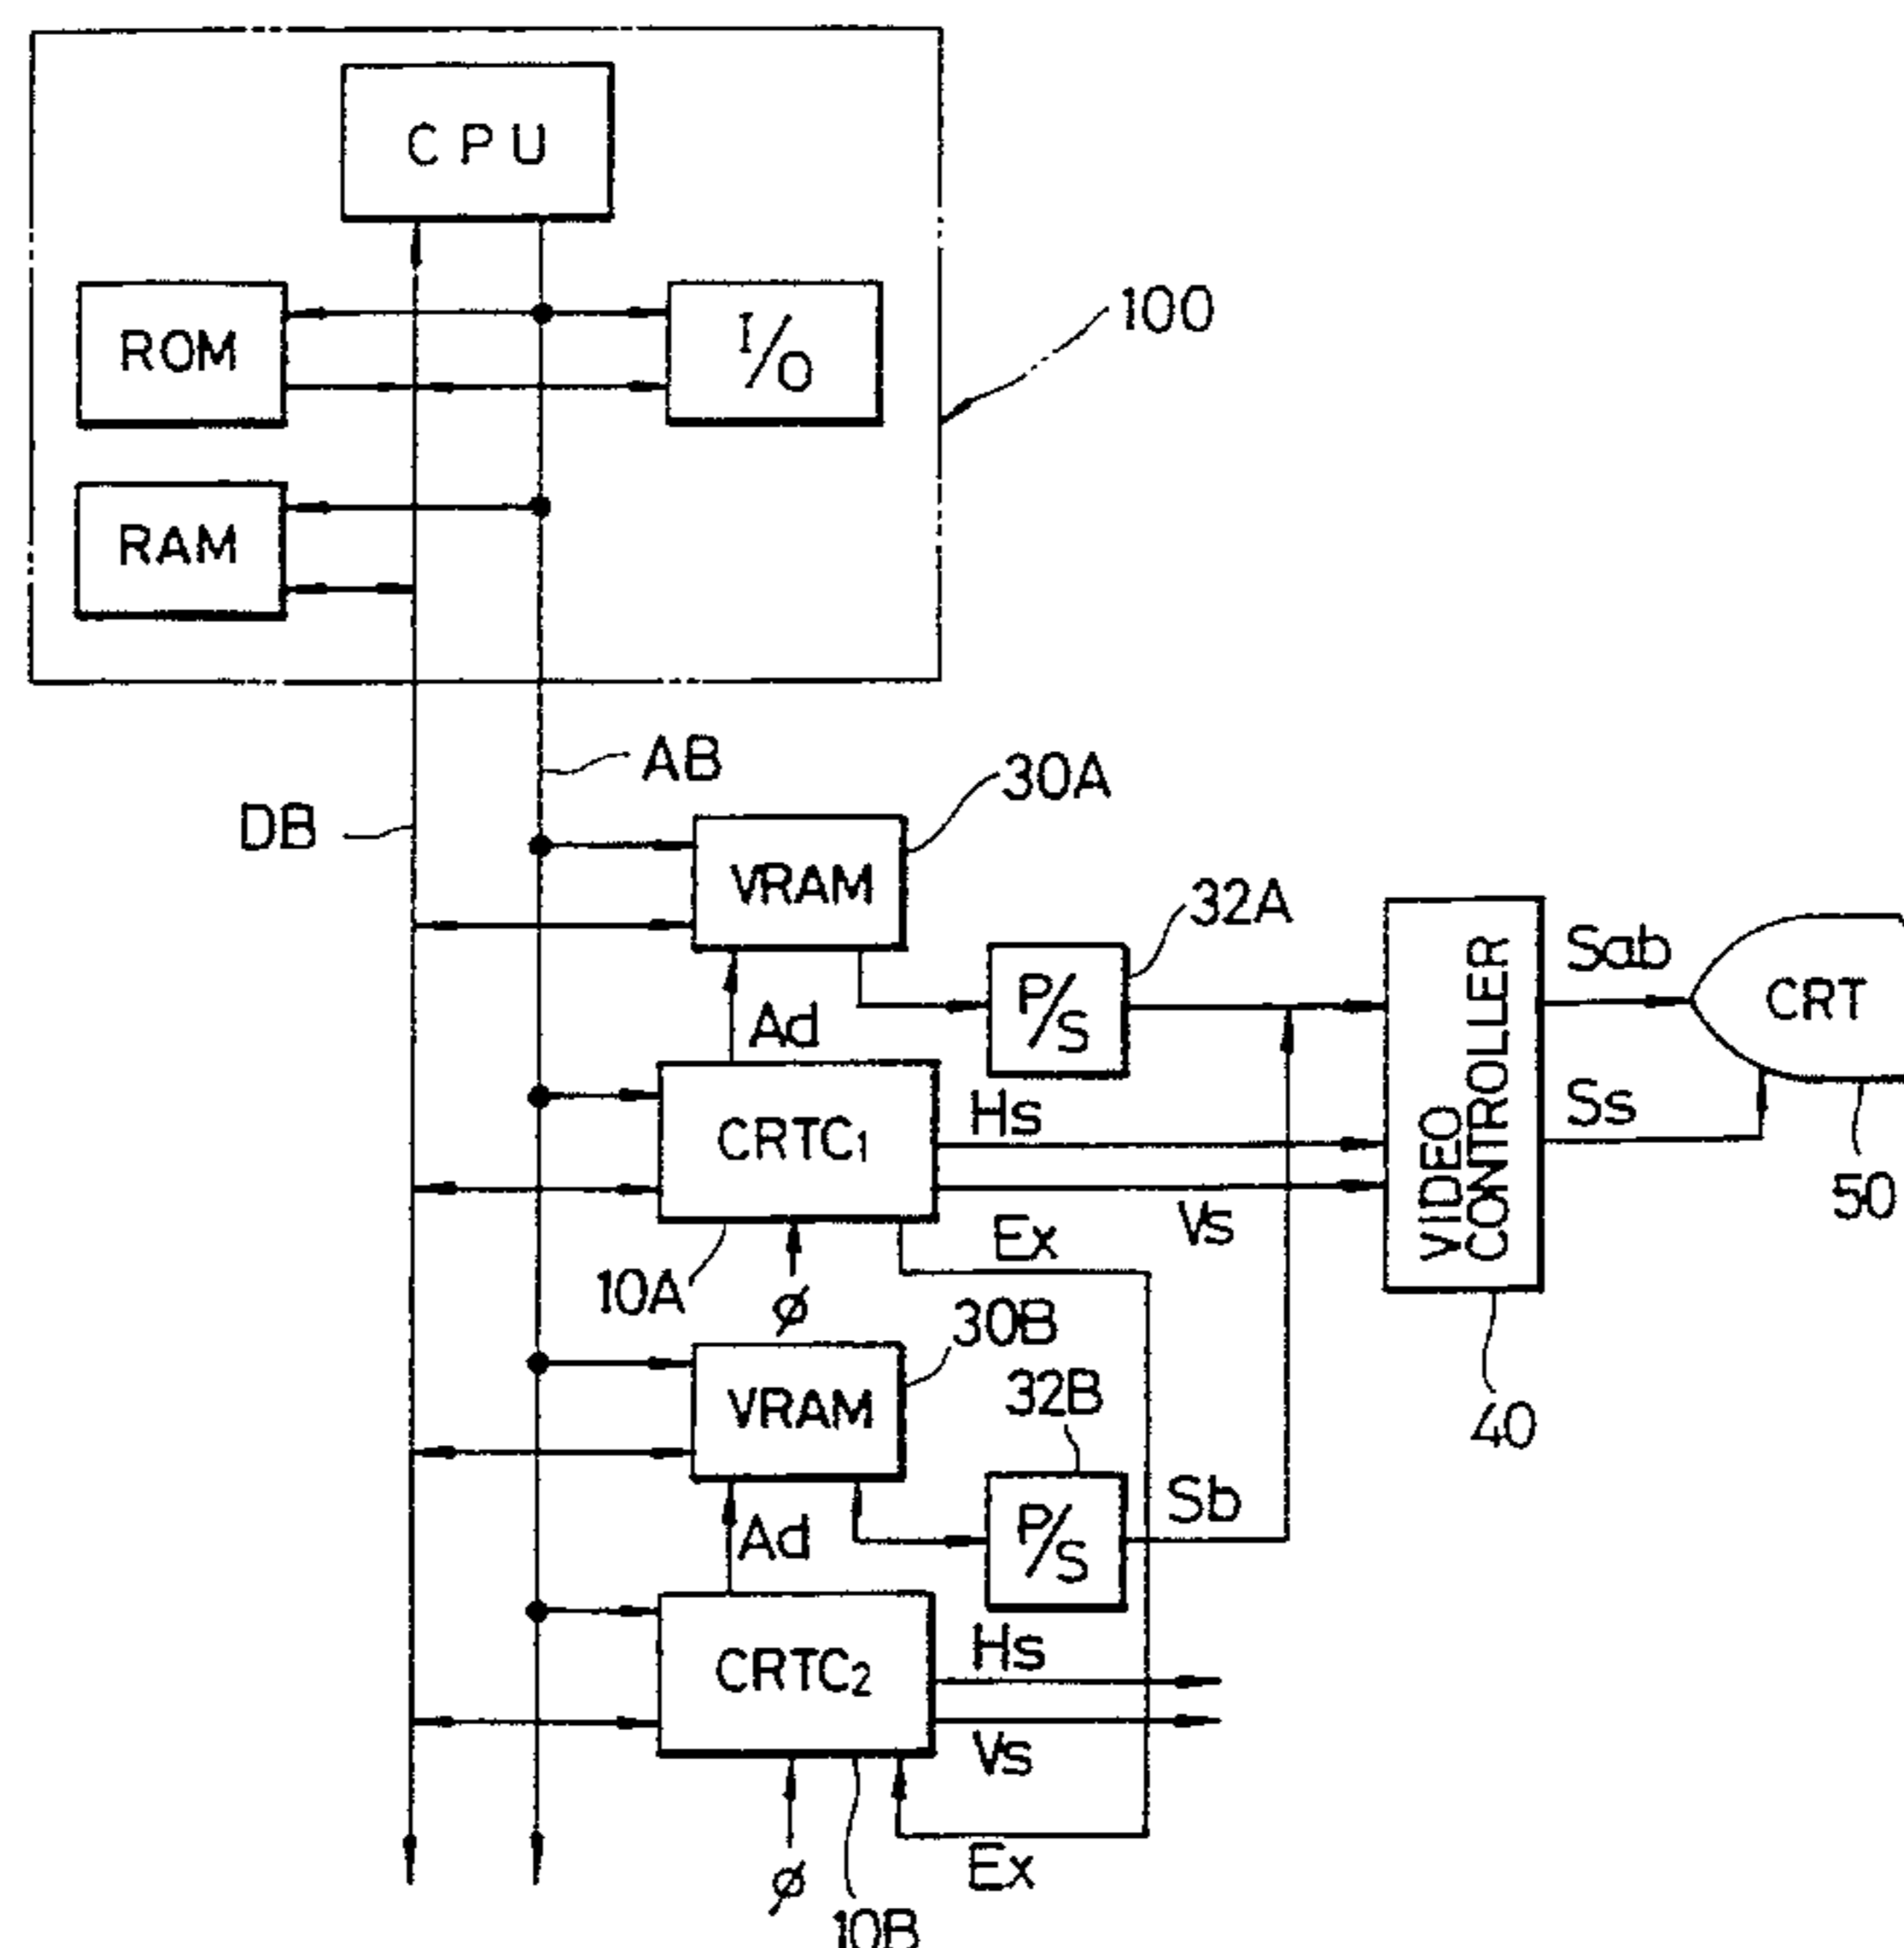 CPU
ROM
I/O
100
RAM
AB
DB
30A
VRAM
32A
P/S
Ad
Sab
CRT
VIDEO
CONTROLLER
Hs
CRTC1
Ss
Vs
50
Ex
10A
ø
30B
VRAM
32B
40
P/S
Sb
Ad
Hs
CRTC2
Vs
ø
Ex
10B